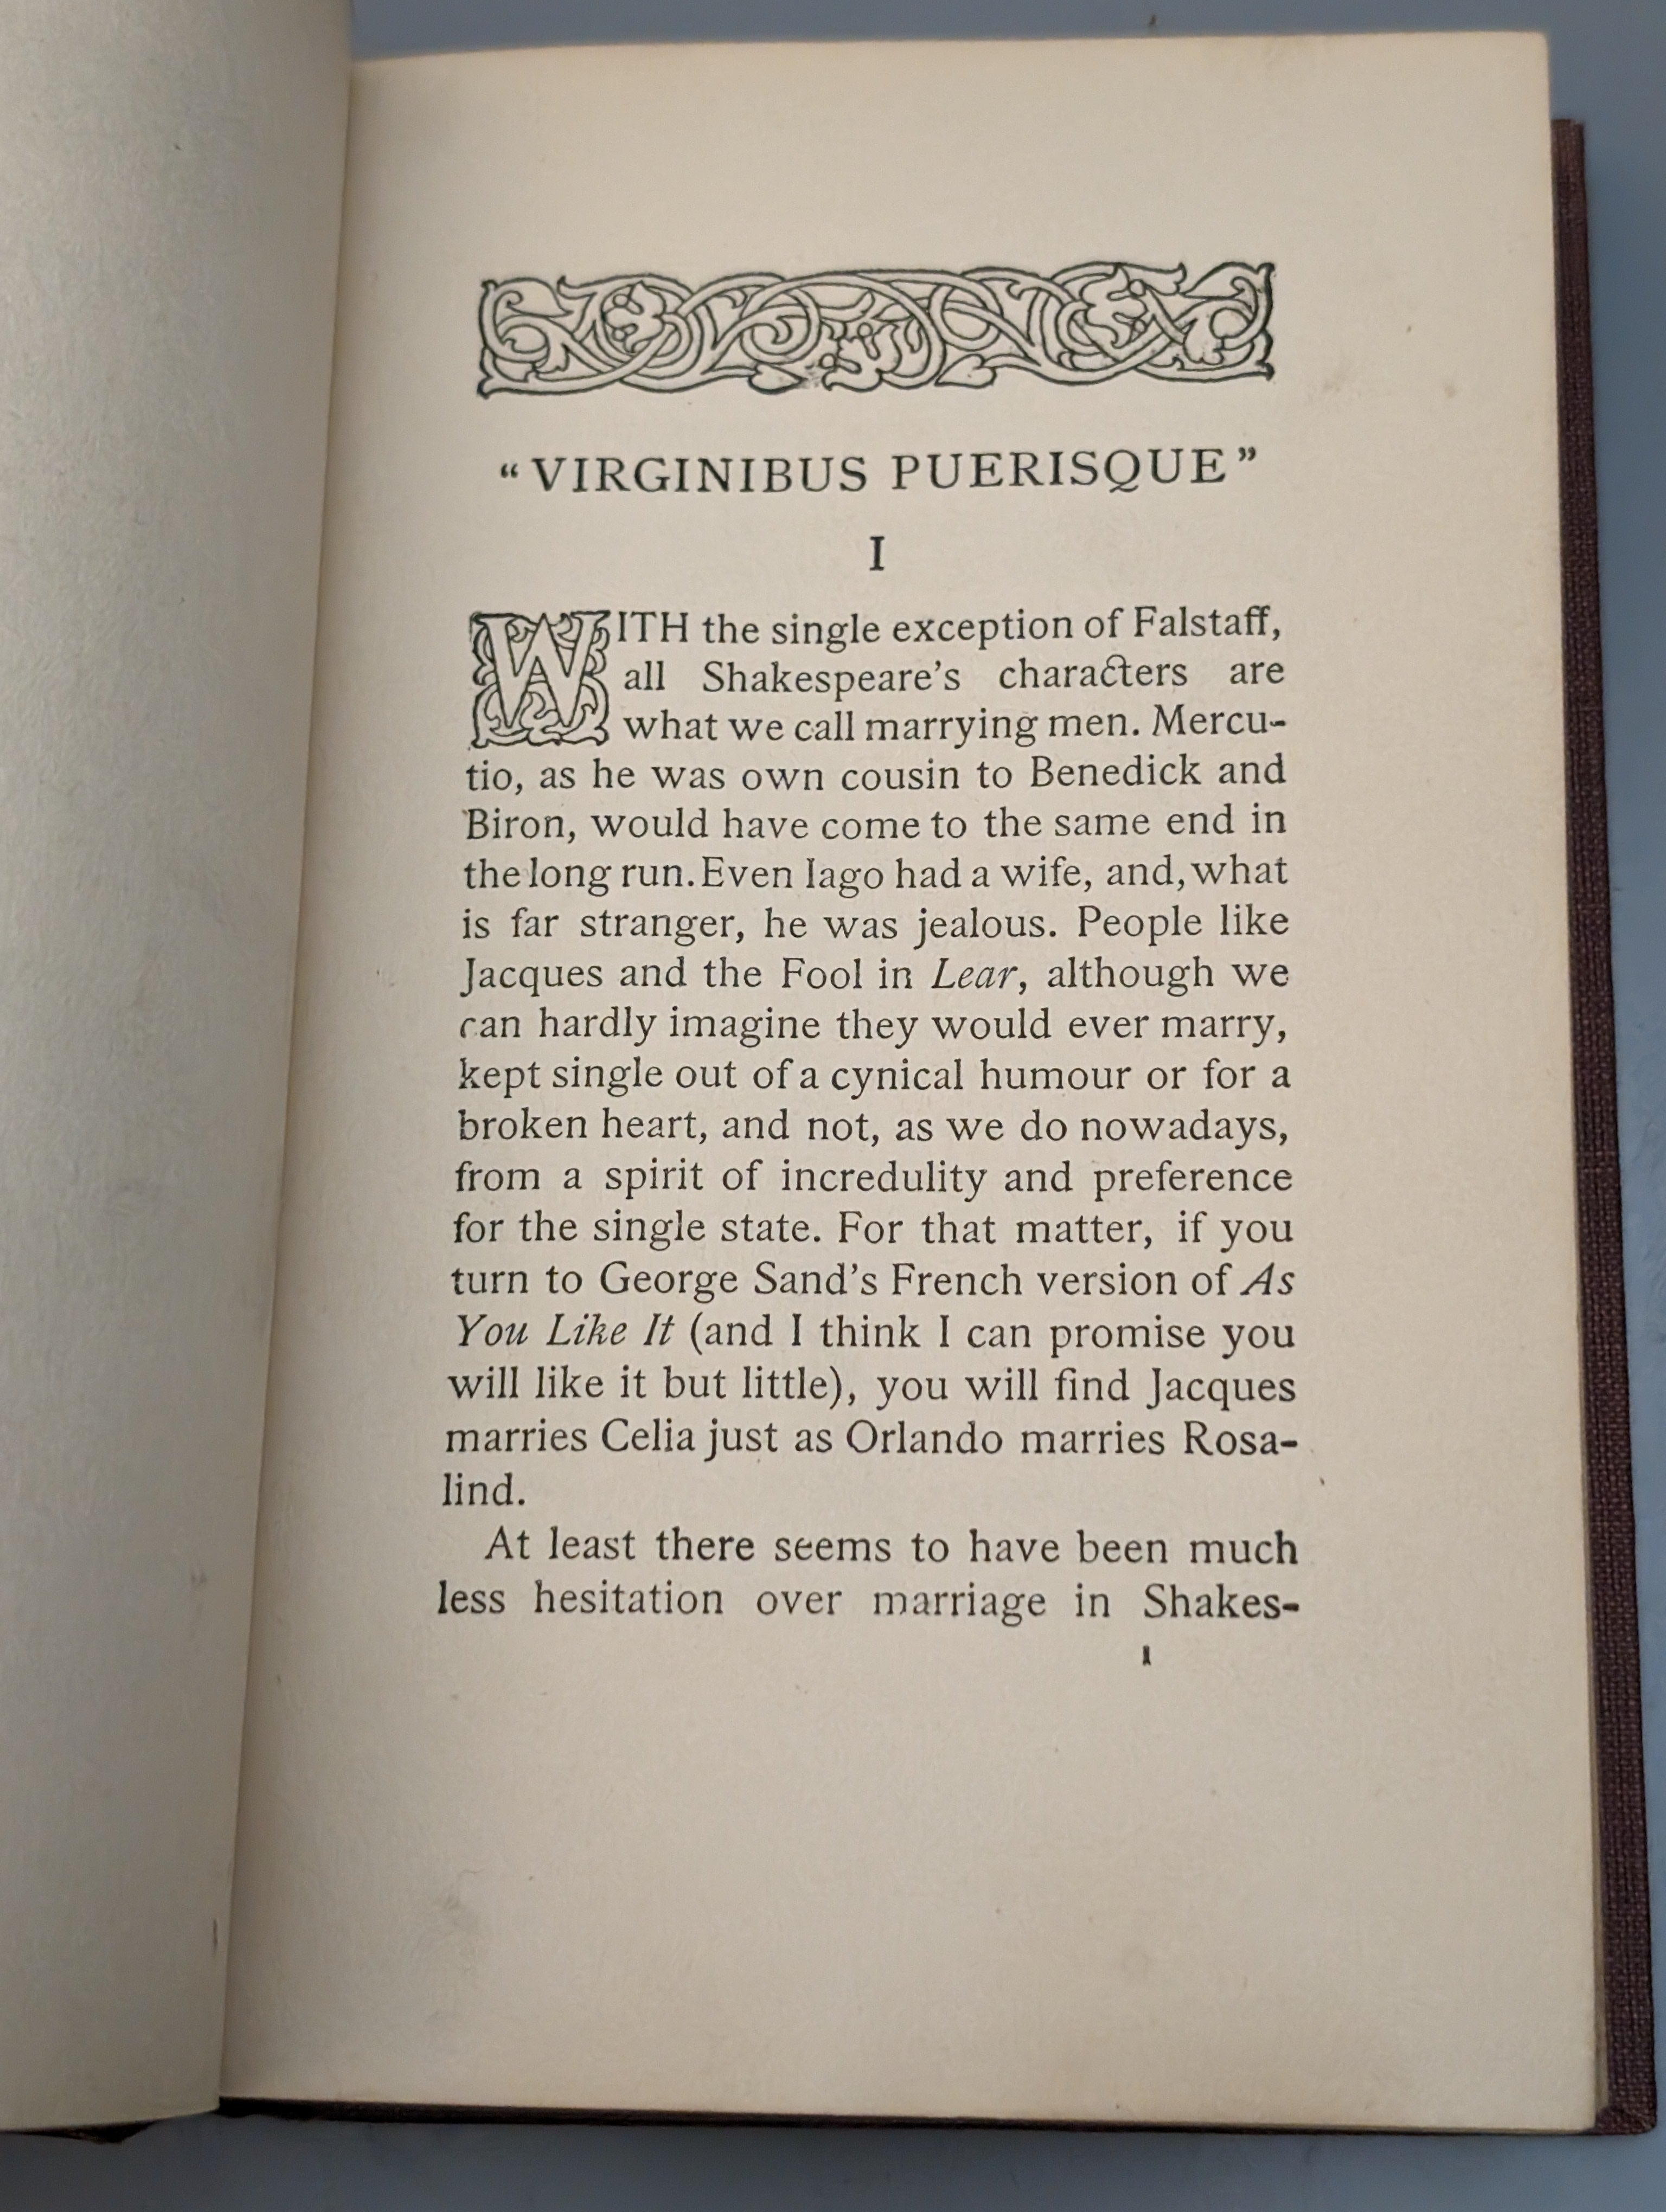 “VIRGINIBUS PUERISQUE”
I
WITH the single exception of Falstaff,
all Shakespeare’s characters are
what we call marrying men. Mercu-
tio, as he was own cousin to Benedick and
Biron, would have come to the same end in
the long run. Even Iago had a wife, and, what
is far stranger, he was jealous. People like
Jacques and the Fool in Lear, although we
can hardly imagine they would ever marry,
kept single out of a cynical humour or for a
broken heart, and not, as we do nowadays,
from a spirit of incredulity and preference
for the single state. For that matter, if you
turn to George Sand’s French version of As
You Like It (and I think I can promise you
will like it but little), you will find Jacques
marries Celia just as Orlando marries Rosa-
lind.
At least there seems to have been much
less hesitation over marriage in Shakes-
1